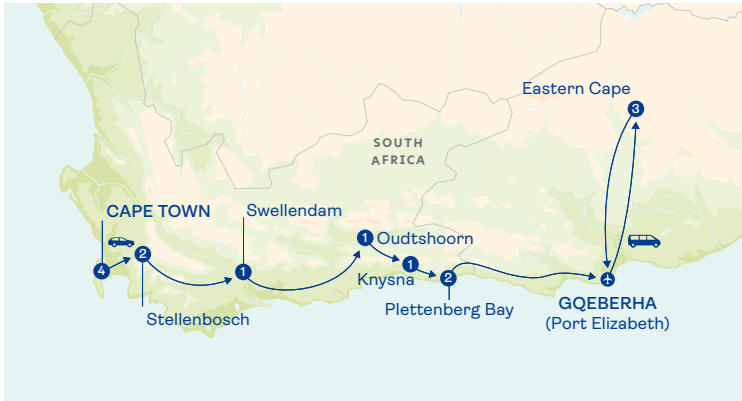 Eastern Cape
3
SOUTH
AFRICA
CAPE TOWN
Swellendam
1
Oudtshoorn
2
4
1
1
Knysna
2
Plettenberg Bay
Stellenbosch
GQEBERHA
(Port Elizabeth)